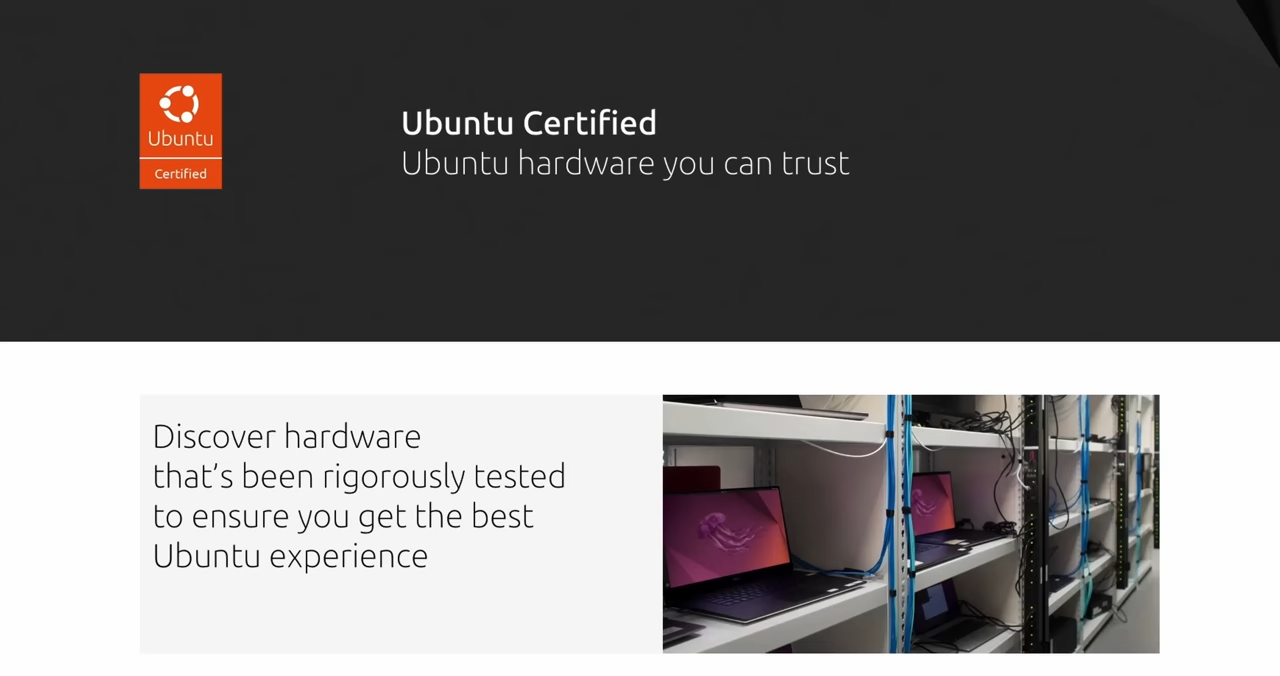 Ubuntu
Certified
Ubuntu Certified
Ubuntu hardware you can trust
Discover hardware
that’s been rigorously tested
to ensure you get the best
Ubuntu experience